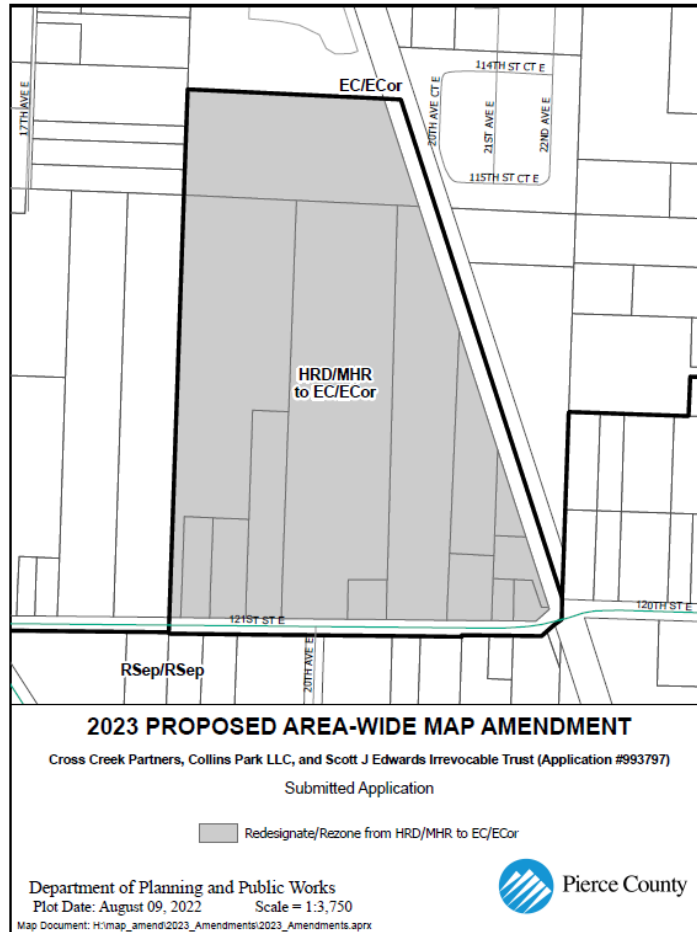 17TH AVE E
EC/ECor
20TH AVE CT E
114TH ST CT E
21ST AVE E
22ND AVE E
115TH ST CT E
HRD/MHR
to EC/ECor
121ST ST E
120TH ST E
RSep/RSep
20TH AVE E
2023 PROPOSED AREA-WIDE MAP AMENDMENT
Cross Creek Partners, Collins Park LLC, and Scott J Edwards Irrevocable Trust (Application #993797)
Submitted Application
Redesignate/Rezone from HRD/MHR to EC/ECor
Department of Planning and Public Works
Plot Date: August 09, 2022 Scale = 1:3,750
Map Document: H:\map_amend\2023_Amendments\2023_Amendments.aprx
Pierce County